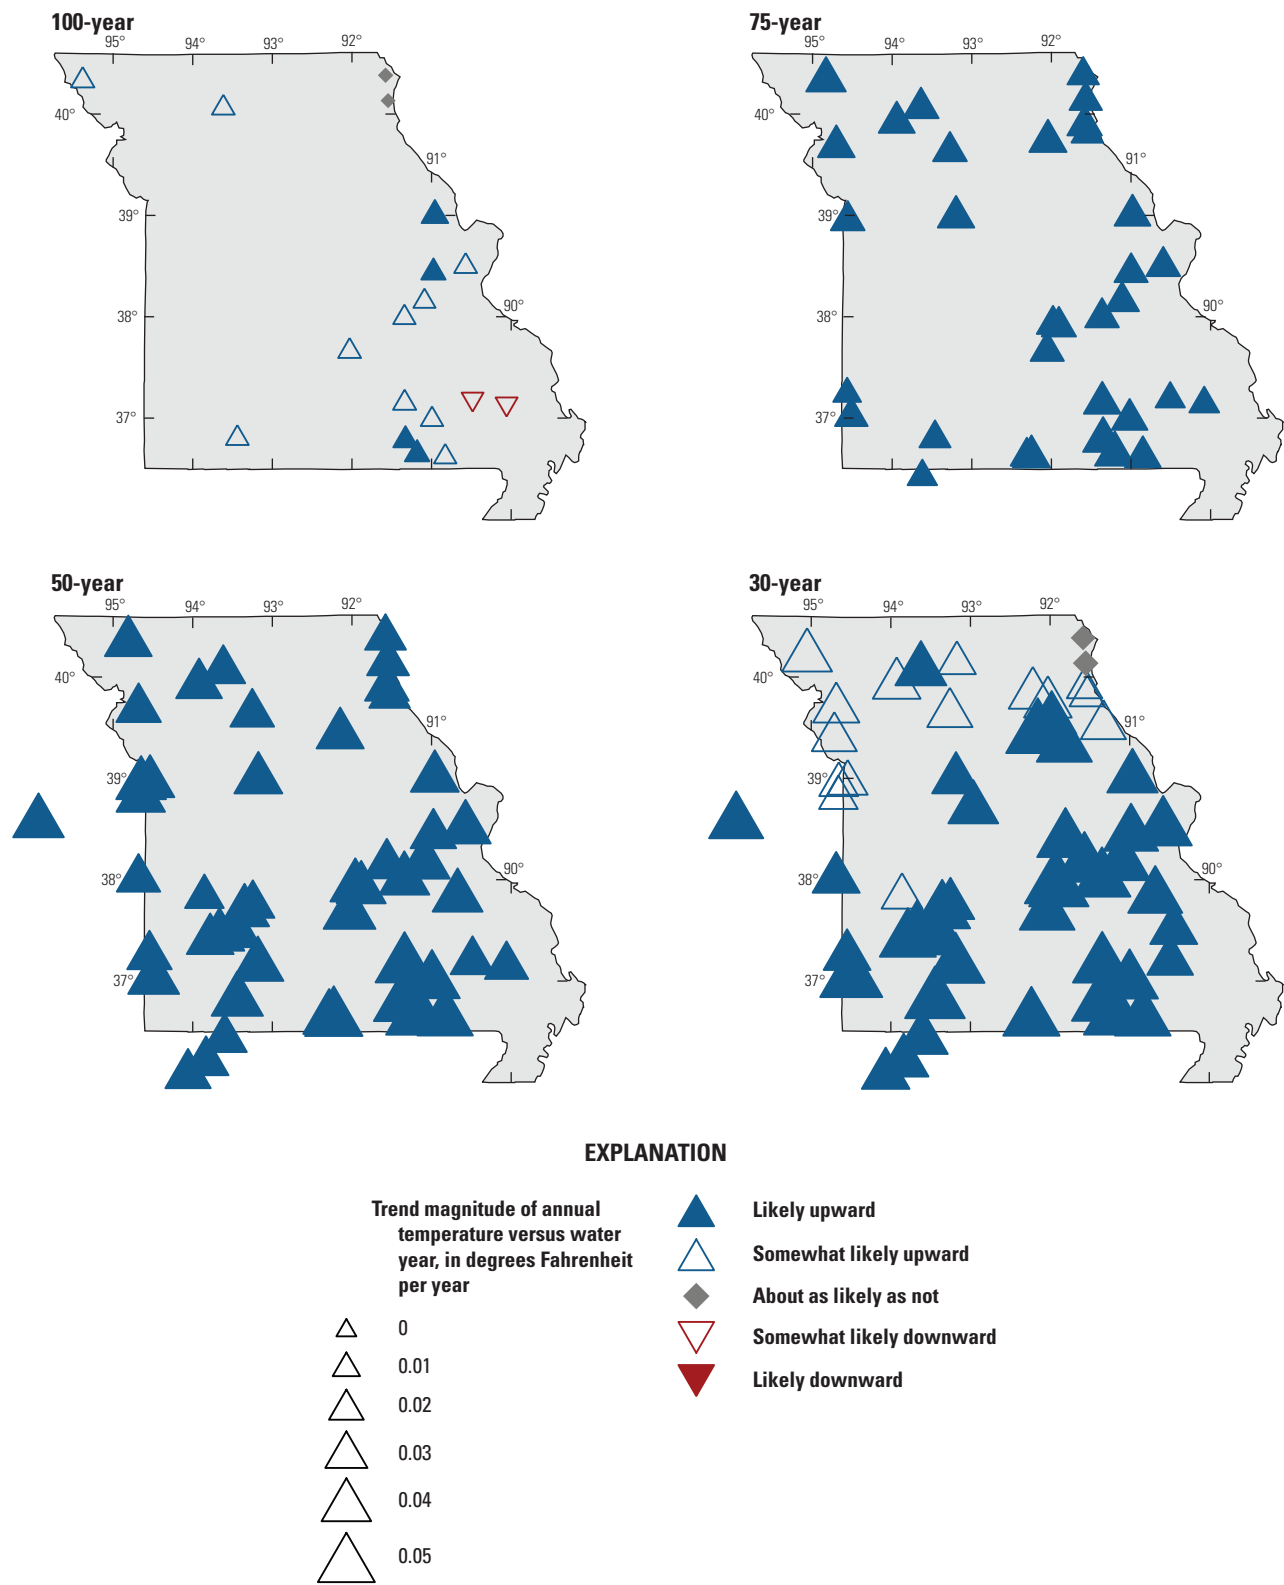 100-year
95° 94° 93° 92°
40°
91°
39°
90°
38°
37°
75-year
95° 94° 93° 92°
40°
91°
39°
90°
38°
37°
50-year
95° 94° 93° 92°
40°
91°
39°
90°
38°
37°
30-year
95° 94° 93° 92°
40°
91°
39°
90°
38°
37°
EXPLANATION
Trend magnitude of annual
temperature versus water
year, in degrees Fahrenheit
per year
0
0.01
0.02
0.03
0.04
0.05
Likely upward
Somewhat likely upward
About as likely as not
Somewhat likely downward
Likely downward